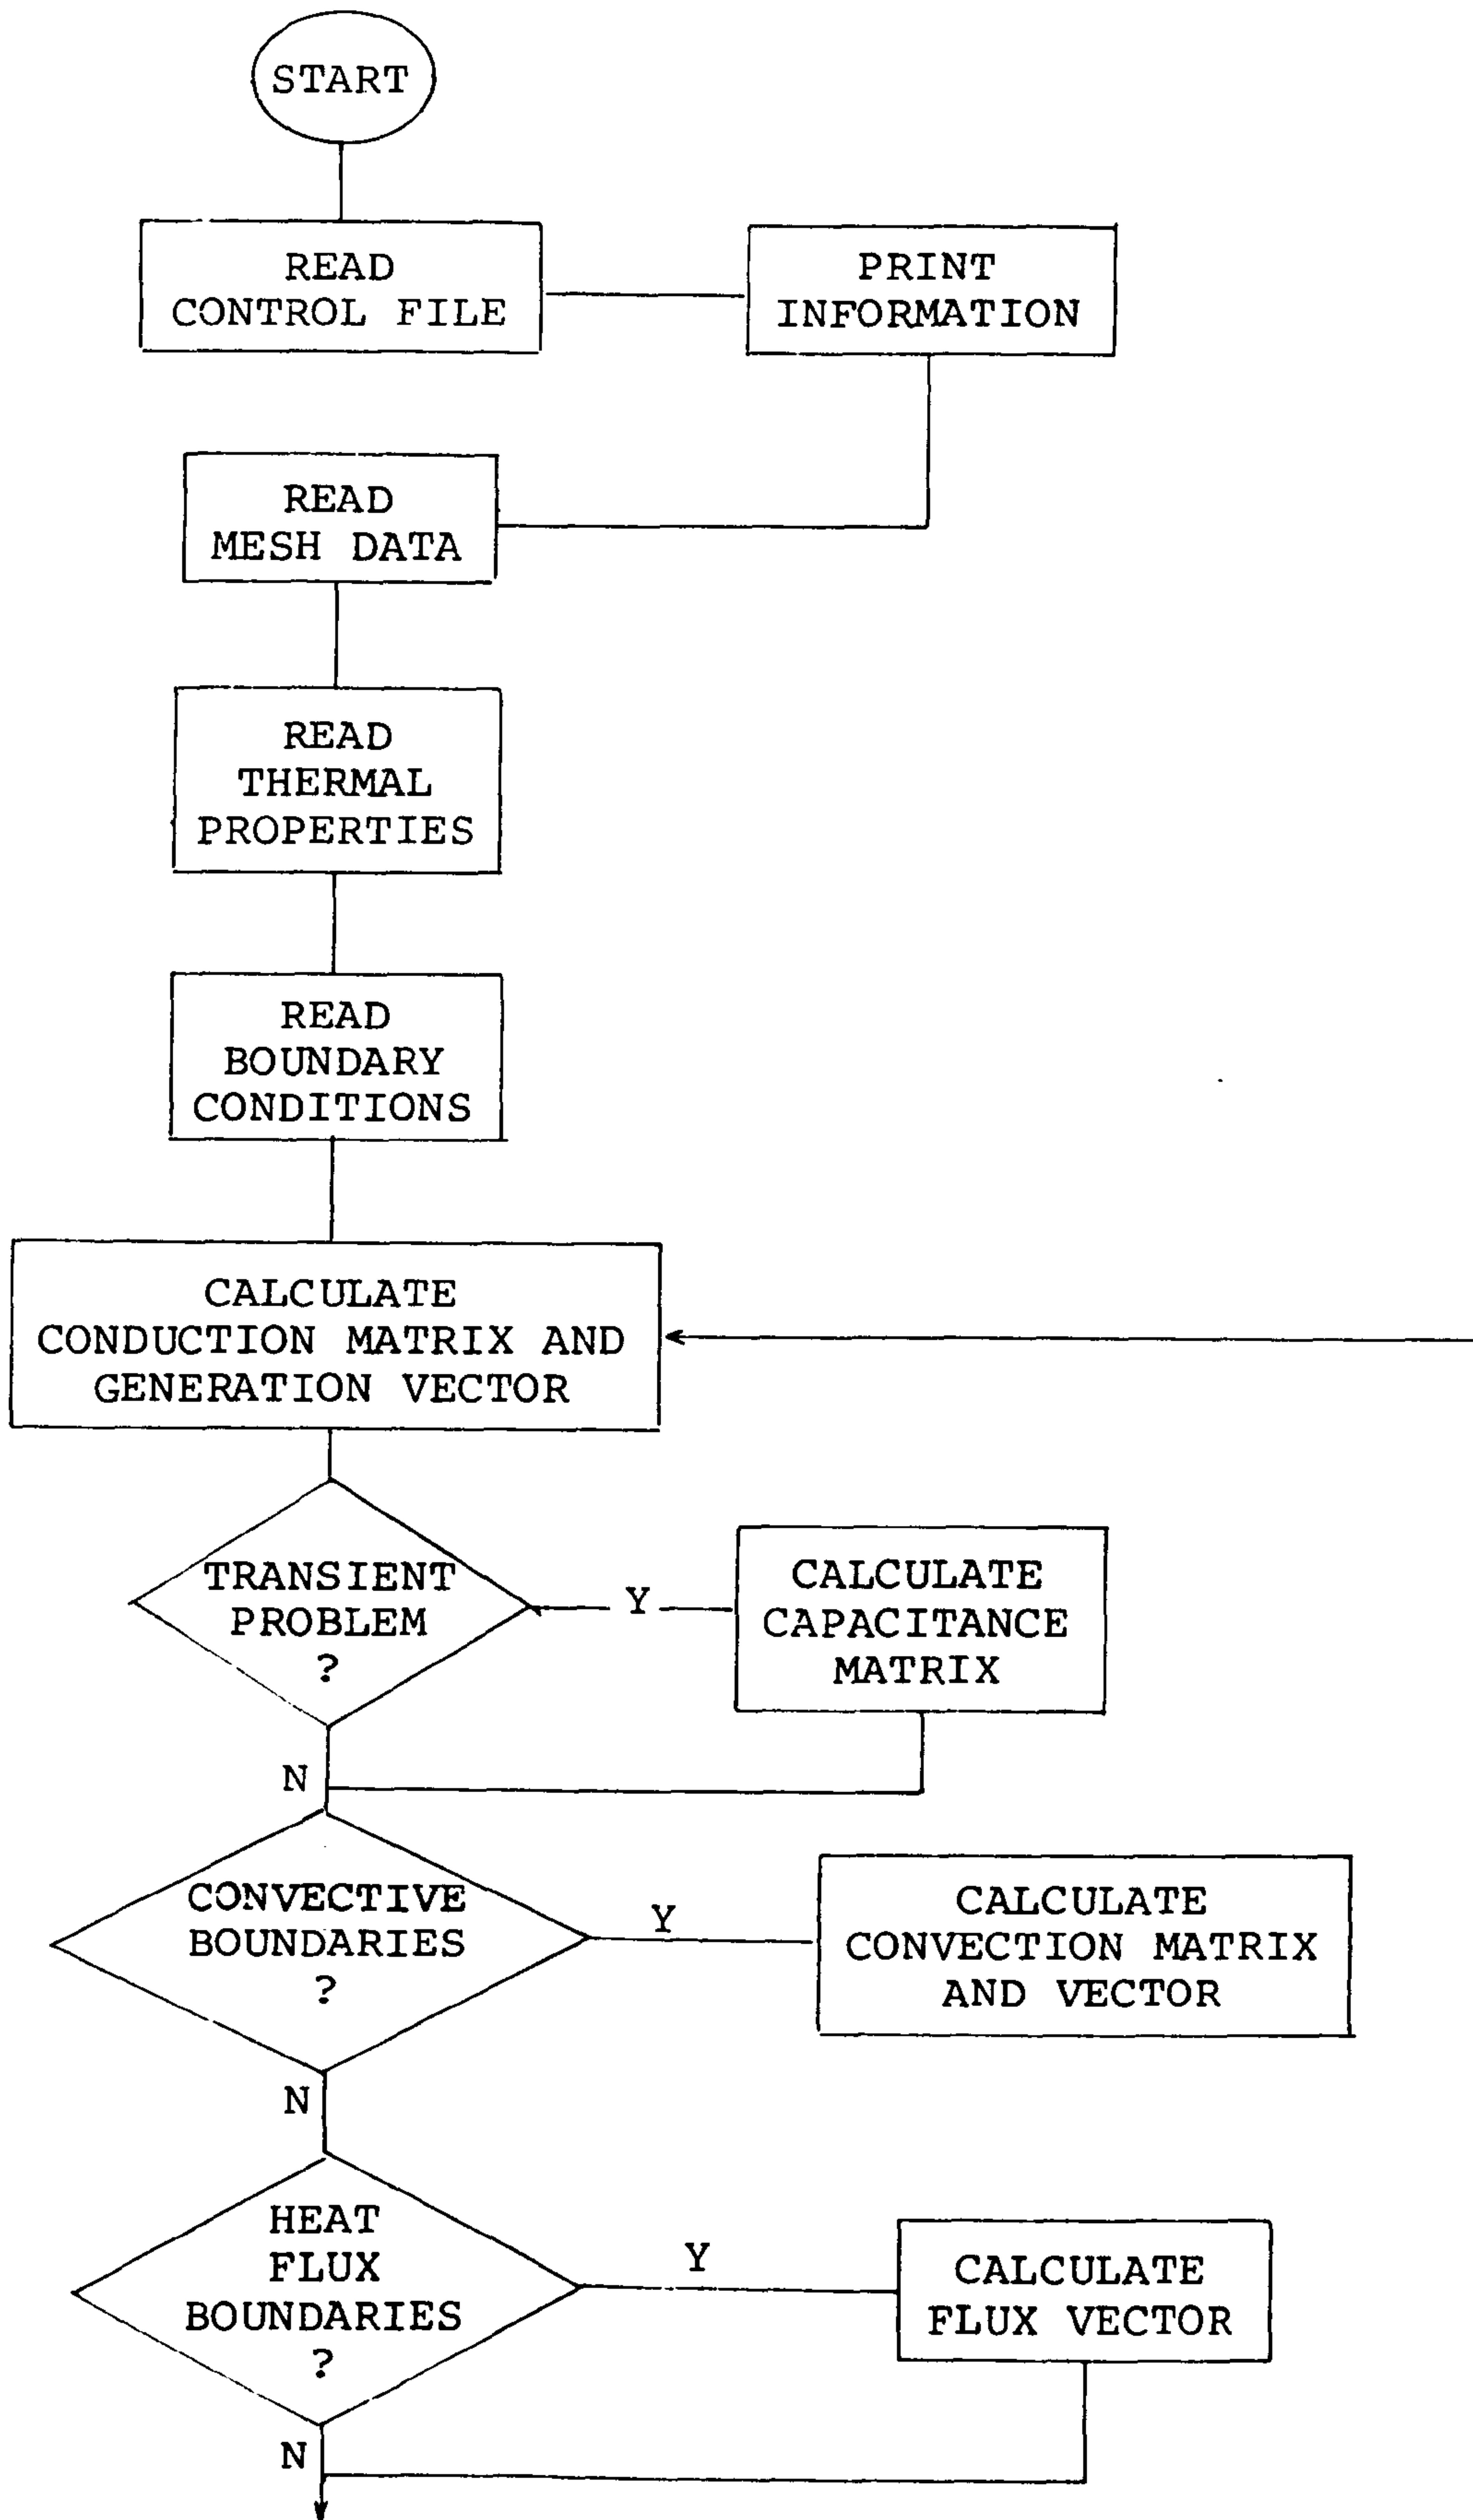 START
READ
CONTROL FILE
PRINT
INFORMATION
READ
MESH DATA
READ
THERMAL
PROPERTIES
READ
BOUNDARY
CONDITIONS
CALCULATE
CONDUCTION MATRIX AND
GENERATION VECTOR
TRANSIENT
PROBLEM
?
Y
CALCULATE
CAPACITANCE
MATRIX
N
CONVECTIVE
BOUNDARIES
?
Y
CALCULATE
CONVECTION MATRIX
AND VECTOR
N
HEAT
FLUX
BOUNDARIES
?
Y
CALCULATE
FLUX VECTOR
N